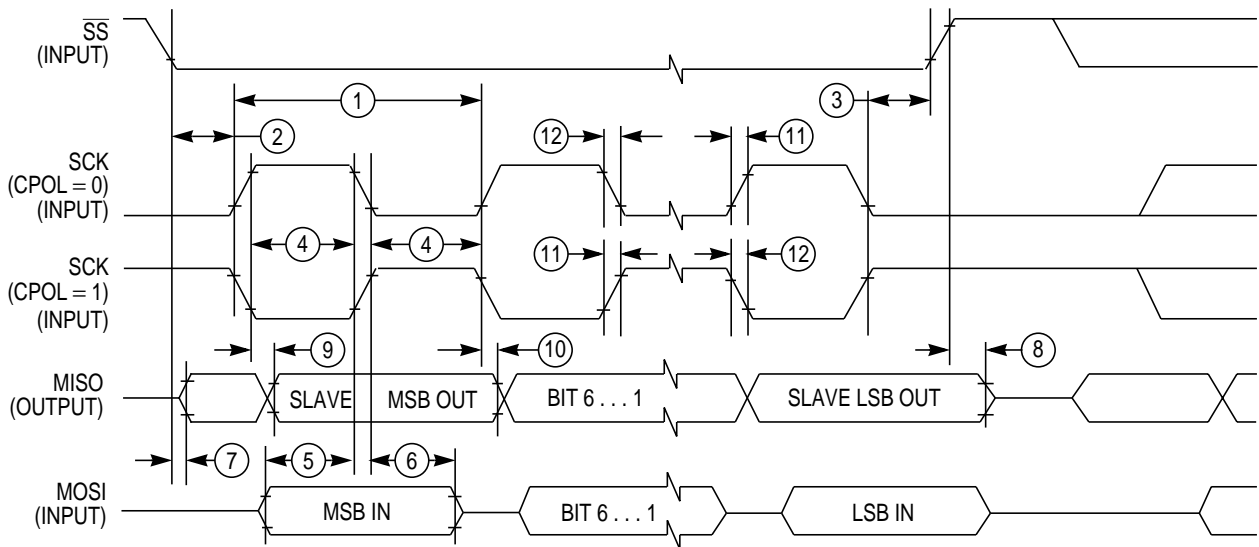 SS
(INPUT)
1
3
2
12
11
SCK
(CPOL = 0)
(INPUT)
4
4
11
12
SCK
(CPOL = 1)
(INPUT)
9
10
8
MISO
(OUTPUT)
SLAVE MSB OUT
BIT 6 . . . 1
SLAVE LSB OUT
7
5
6
MOSI
(INPUT)
MSB IN
BIT 6 . . . 1
LSB IN